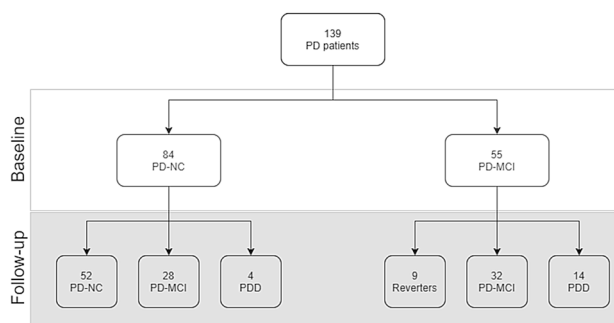 139
PD patients
Baseline
84
PD-NC
55
PD-MCI
Follow-up
52
PD-NC
28
PD-MCI
4
PDD
9
Reverters
32
PD-MCI
14
PDD